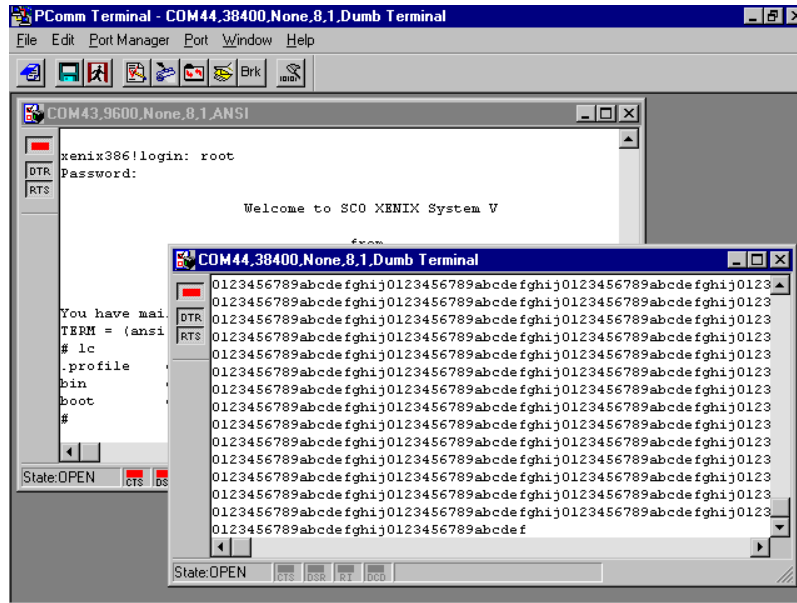 PComm Terminal - COM44,38400,None,8,1,Dumb Terminal
File Edit Port Manager Port Window Help
Brk
COM43,9600,None,8,1,ANSI
DTR
RTS
xenix386!login: root
Password:
Welcome to SCO XENIX System V
from
You have mai
TERM = (ansi
# lc
.profile
bin
boot
#
State:OPEN CTS DS
COM44,38400,None,8,1,Dumb Terminal
DTR
RTS
0123456789abcdefghij0123456789abcdefghij0123456789abcdefghij0123
0123456789abcdefghij0123456789abcdefghij0123456789abcdefghij0123
0123456789abcdefghij0123456789abcdefghij0123456789abcdefghij0123
0123456789abcdefghij0123456789abcdefghij0123456789abcdefghij0123
0123456789abcdefghij0123456789abcdefghij0123456789abcdefghij0123
0123456789abcdefghij0123456789abcdefghij0123456789abcdefghij0123
0123456789abcdefghij0123456789abcdefghij0123456789abcdefghij0123
0123456789abcdefghij0123456789abcdefghij0123456789abcdefghij0123
0123456789abcdefghij0123456789abcdefghij0123456789abcdefghij0123
0123456789abcdefghij0123456789abcdefghij0123456789abcdefghij0123
0123456789abcdefghij0123456789abcdefghij0123456789abcdefghij0123
0123456789abcdefghij0123456789abcdefghij0123456789abcdefghij0123
0123456789abcdefghij0123456789abcdefghij0123456789abcdefghij0123
0123456789abcdefghij0123456789abcdefghij0123456789abcdefghij0123
0123456789abcdefghij0123456789abcdef
State:OPEN CTS DSR RI DCD